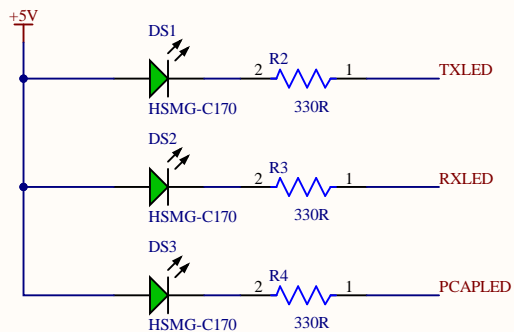 +5V
DS1
R2
2 1 TXLED
HSMG-C170 330R
DS2
R3
2 1 RXLED
HSMG-C170 330R
DS3
R4
2 1 PCAPLED
HSMG-C170 330R